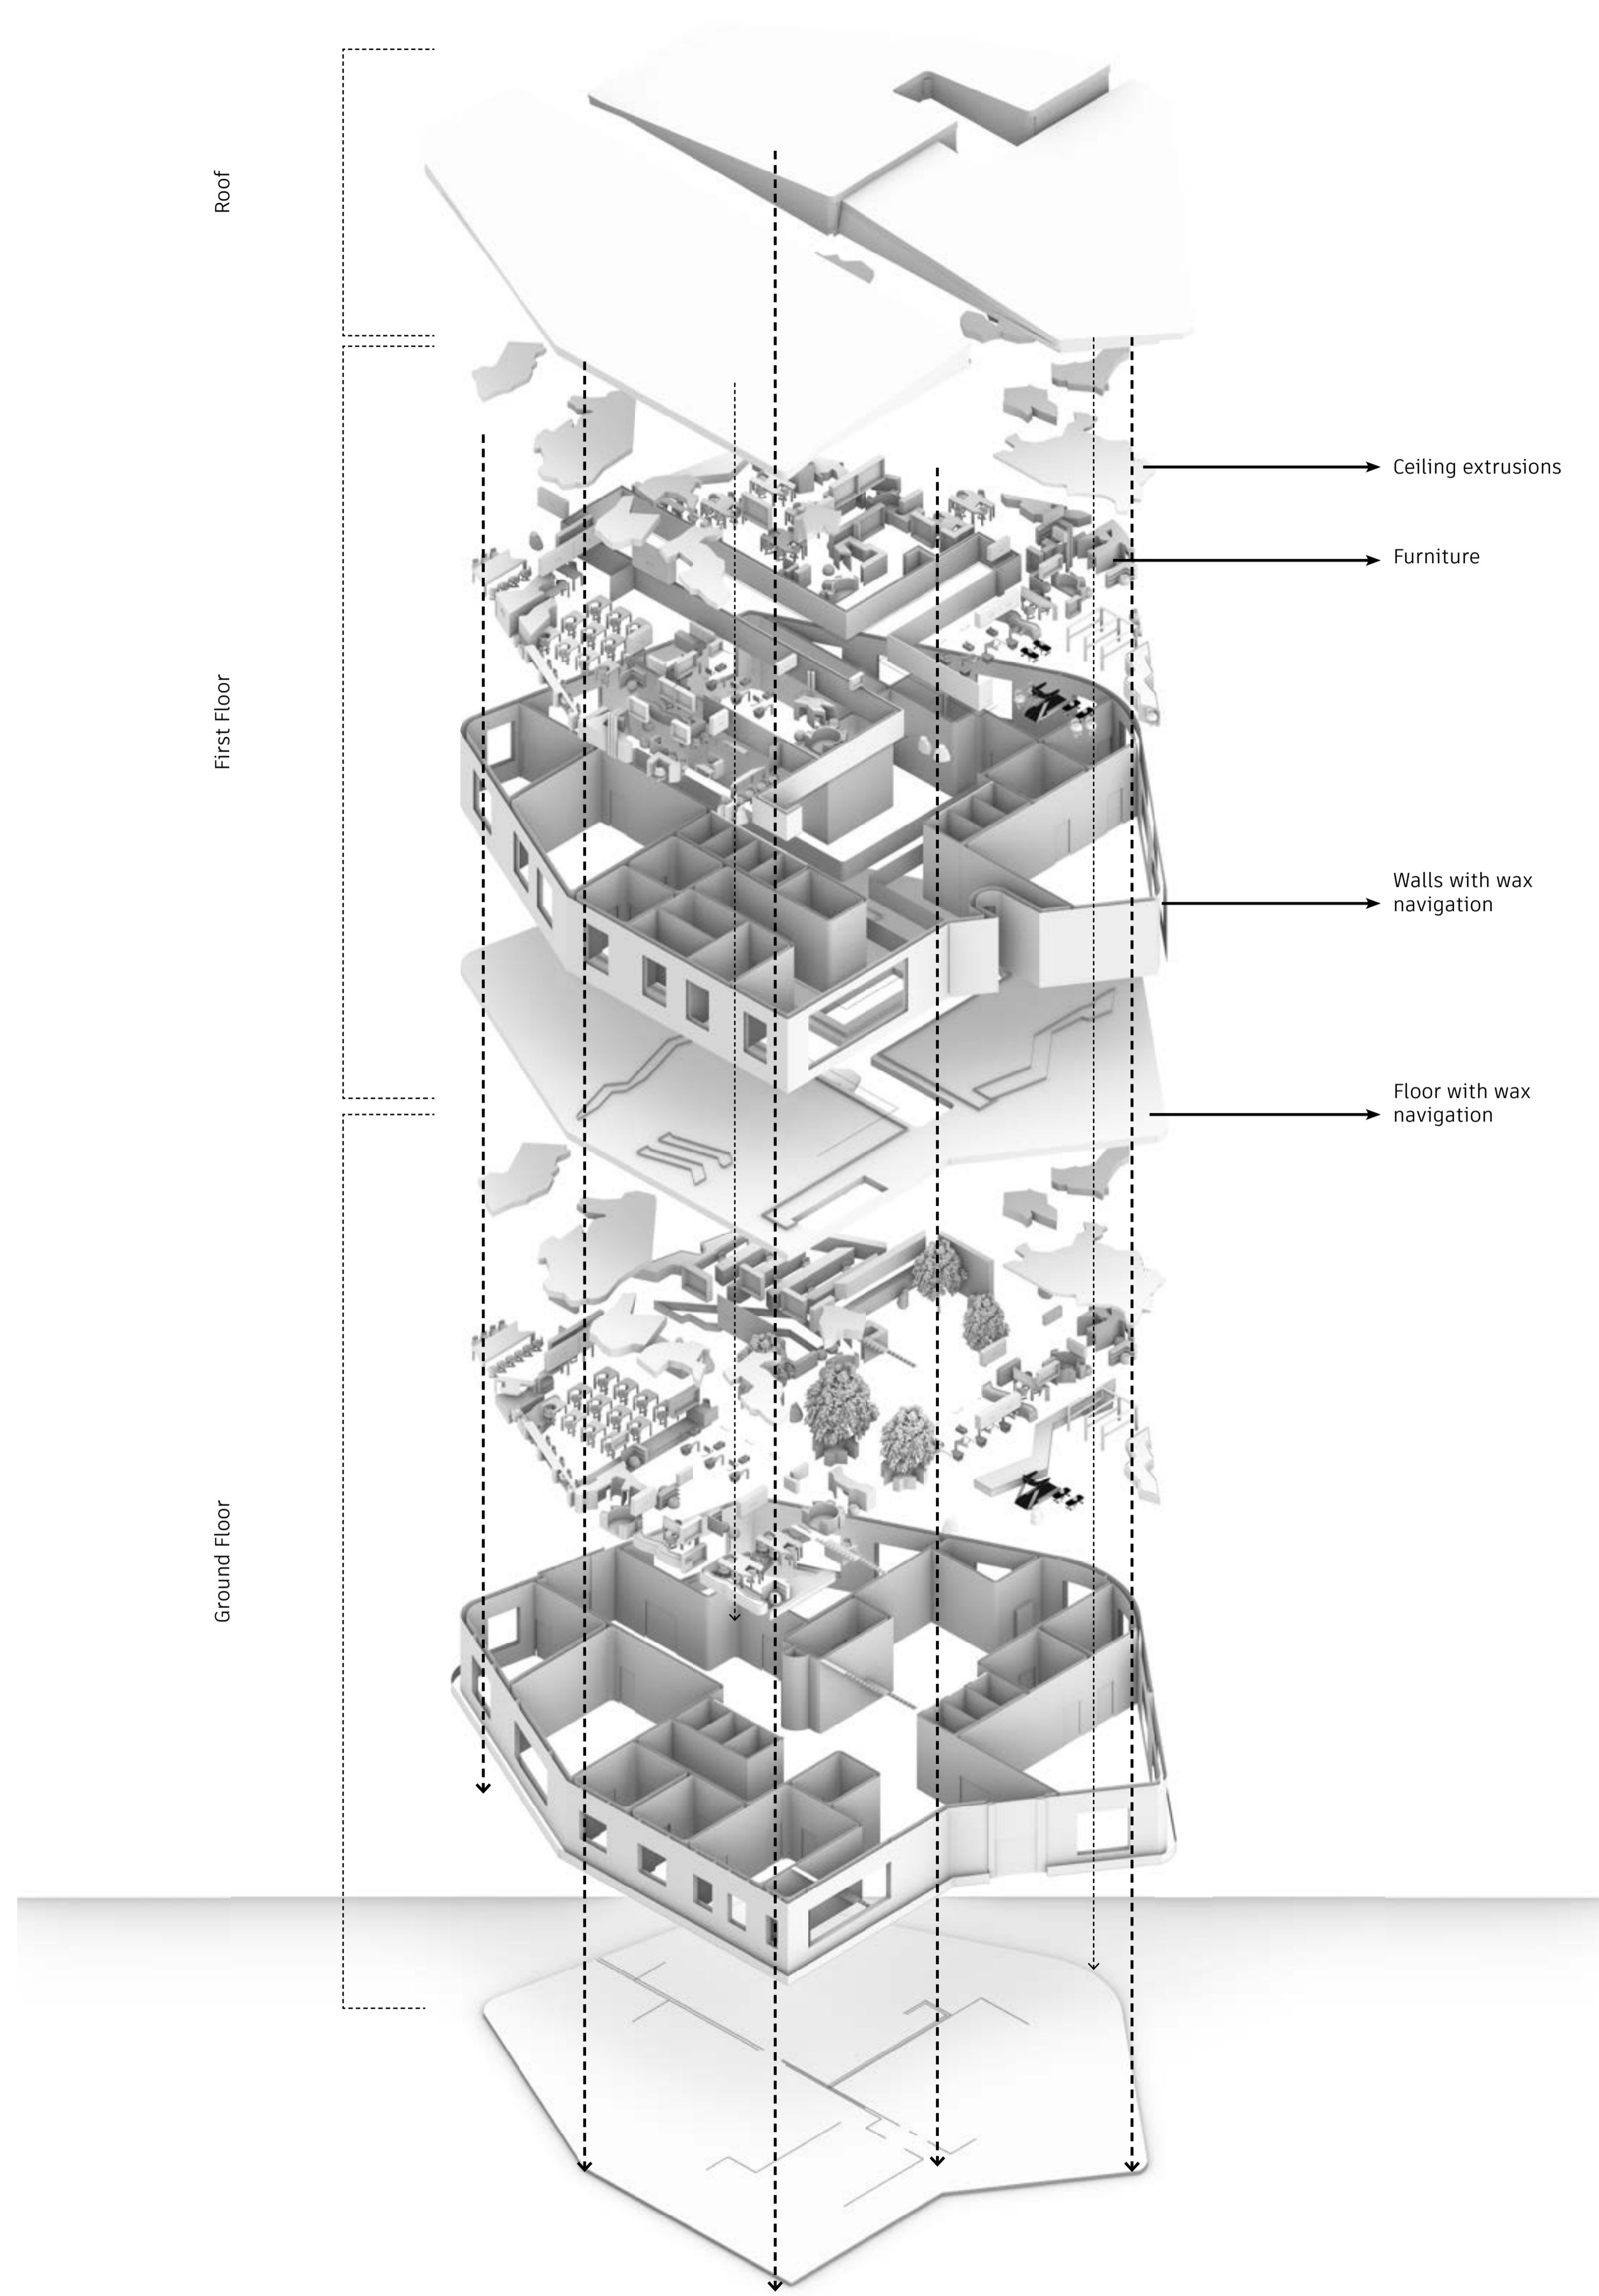 Roof
Ceiling extrusions
Furniture
First Floor
Walls with wax
navigation
Floor with wax
navigation
Ground Floor